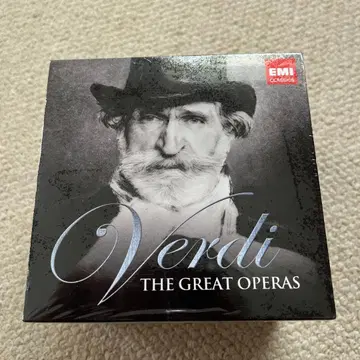 EMI
CLASSICS
Verdi
THE GREAT OPERAS